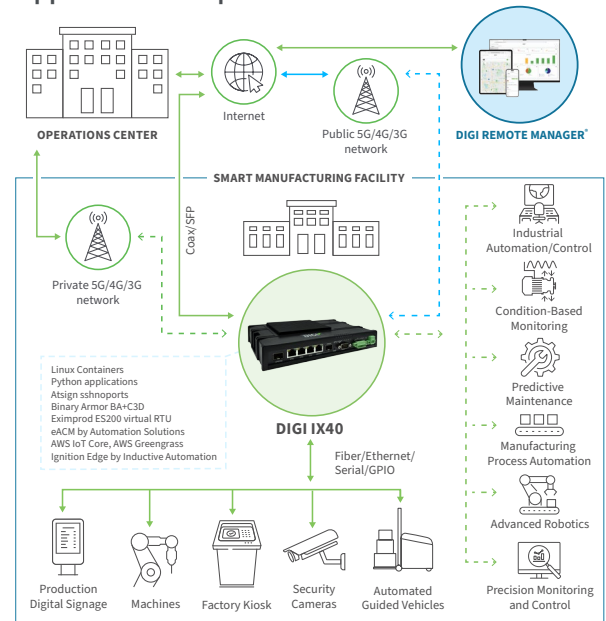 OPERATIONS CENTER
Internet
Public 5G/4G/3G
network
DIGI REMOTE MANAGER®
SMART MANUFACTURING FACILITY
Coax/SFP
Private 5G/4G/3G
network
Industrial
Automation/Control
Condition-Based
Monitoring
Predictive
Maintenance
Manufacturing
Process Automation
Advanced Robotics
Precision Monitoring
and Control
Linux Containers
Python applications
Atsign sshnoports
Binary Armor BA+C3D
Eximprod ES200 virtual RTU
eACM by Automation Solutions
AWS IoT Core, AWS Greengrass
Ignition Edge by Inductive Automation
DIGI IX40
Fiber/Ethernet/
Serial/GPIO
Production
Digital Signage
Machines
Factory Kiosk
Security
Cameras
Automated
Guided Vehicles